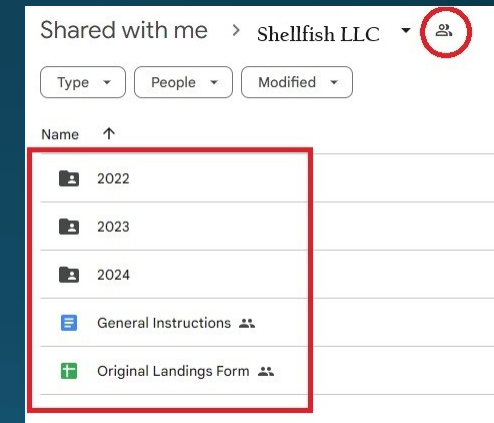 Shared with me > Shellfish LLC
Type People Modified
Name
2022
2023
2024
General Instructions
Original Landings Form